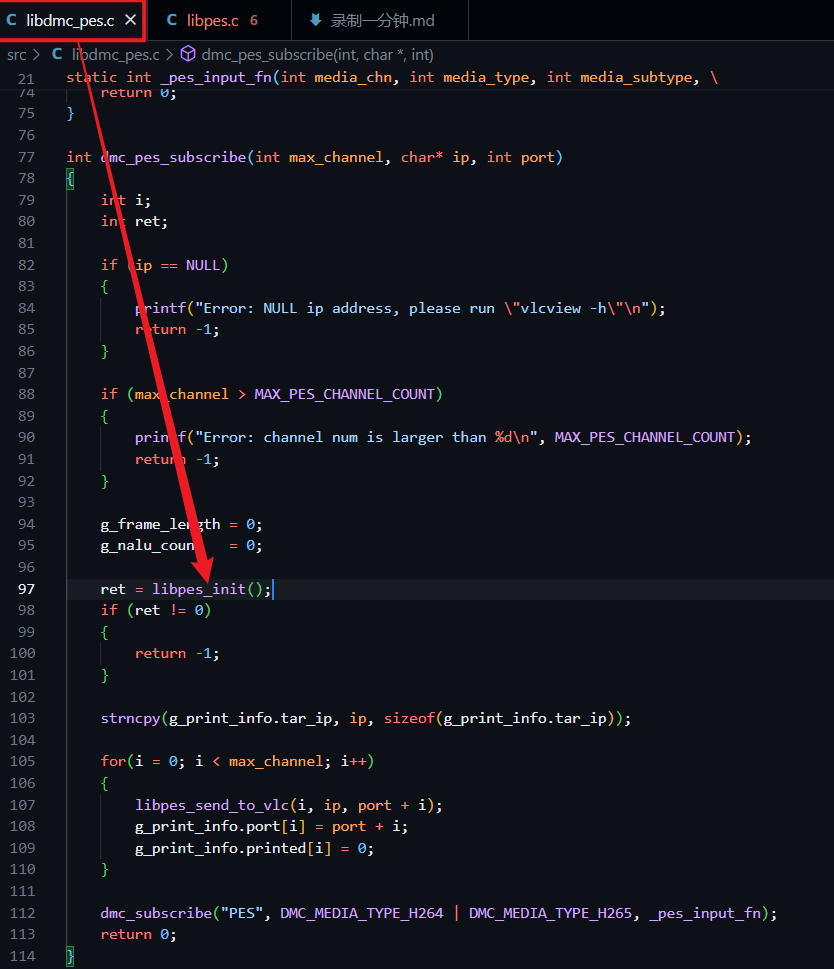 C libdmc_pes.c ✕ C libpes.c 6 录制一分钟.md
src > C libdmc_pes.c > dmc_pes_subscribe(int, char *, int)
21 static int _pes_input_fn(int media_chn, int media_type, int media_subtype, \
74 return 0;
75 }
76
77 int dmc_pes_subscribe(int max_channel, char* ip, int port)
78 {
79 int i;
80 int ret;
81
82 if (ip == NULL)
83 {
84 printf("Error: NULL ip address, please run \"vlcview -h\"\n");
85 return -1;
86 }
87
88 if (max_channel > MAX_PES_CHANNEL_COUNT)
89 {
90 printf("Error: channel num is larger than %d\n", MAX_PES_CHANNEL_COUNT);
91 return -1;
92 }
93
94 g_frame_length = 0;
95 g_nalu_count = 0;
96
97 ret = libpes_init();
98 if (ret != 0)
99 {
100 return -1;
101 }
102
103 strncpy(g_print_info.tar_ip, ip, sizeof(g_print_info.tar_ip));
104
105 for(i = 0; i < max_channel; i++)
106 {
107 libpes_send_to_vlc(i, ip, port + i);
108 g_print_info.port[i] = port + i;
109 g_print_info.printed[i] = 0;
110 }
111
112 dmc_subscribe("PES", DMC_MEDIA_TYPE_H264 | DMC_MEDIA_TYPE_H265, _pes_input_fn);
113 return 0;
114 }